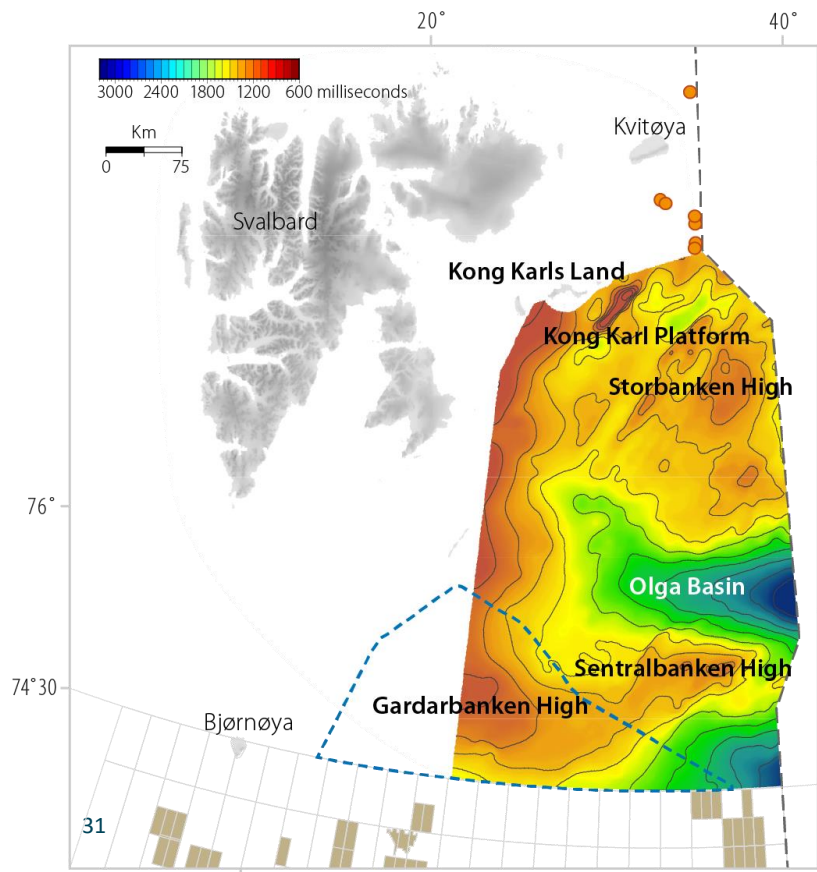 20°
40°
3000 2400 1800 1200 600 milliseconds
Km
0 75
Kvitøya
Svalbard
Kong Karls Land
Kong Karl Platform
Storbanken High
76°
Olga Basin
Sentralbanken High
74°30
Gardarbanken High
Bjørnøya
31